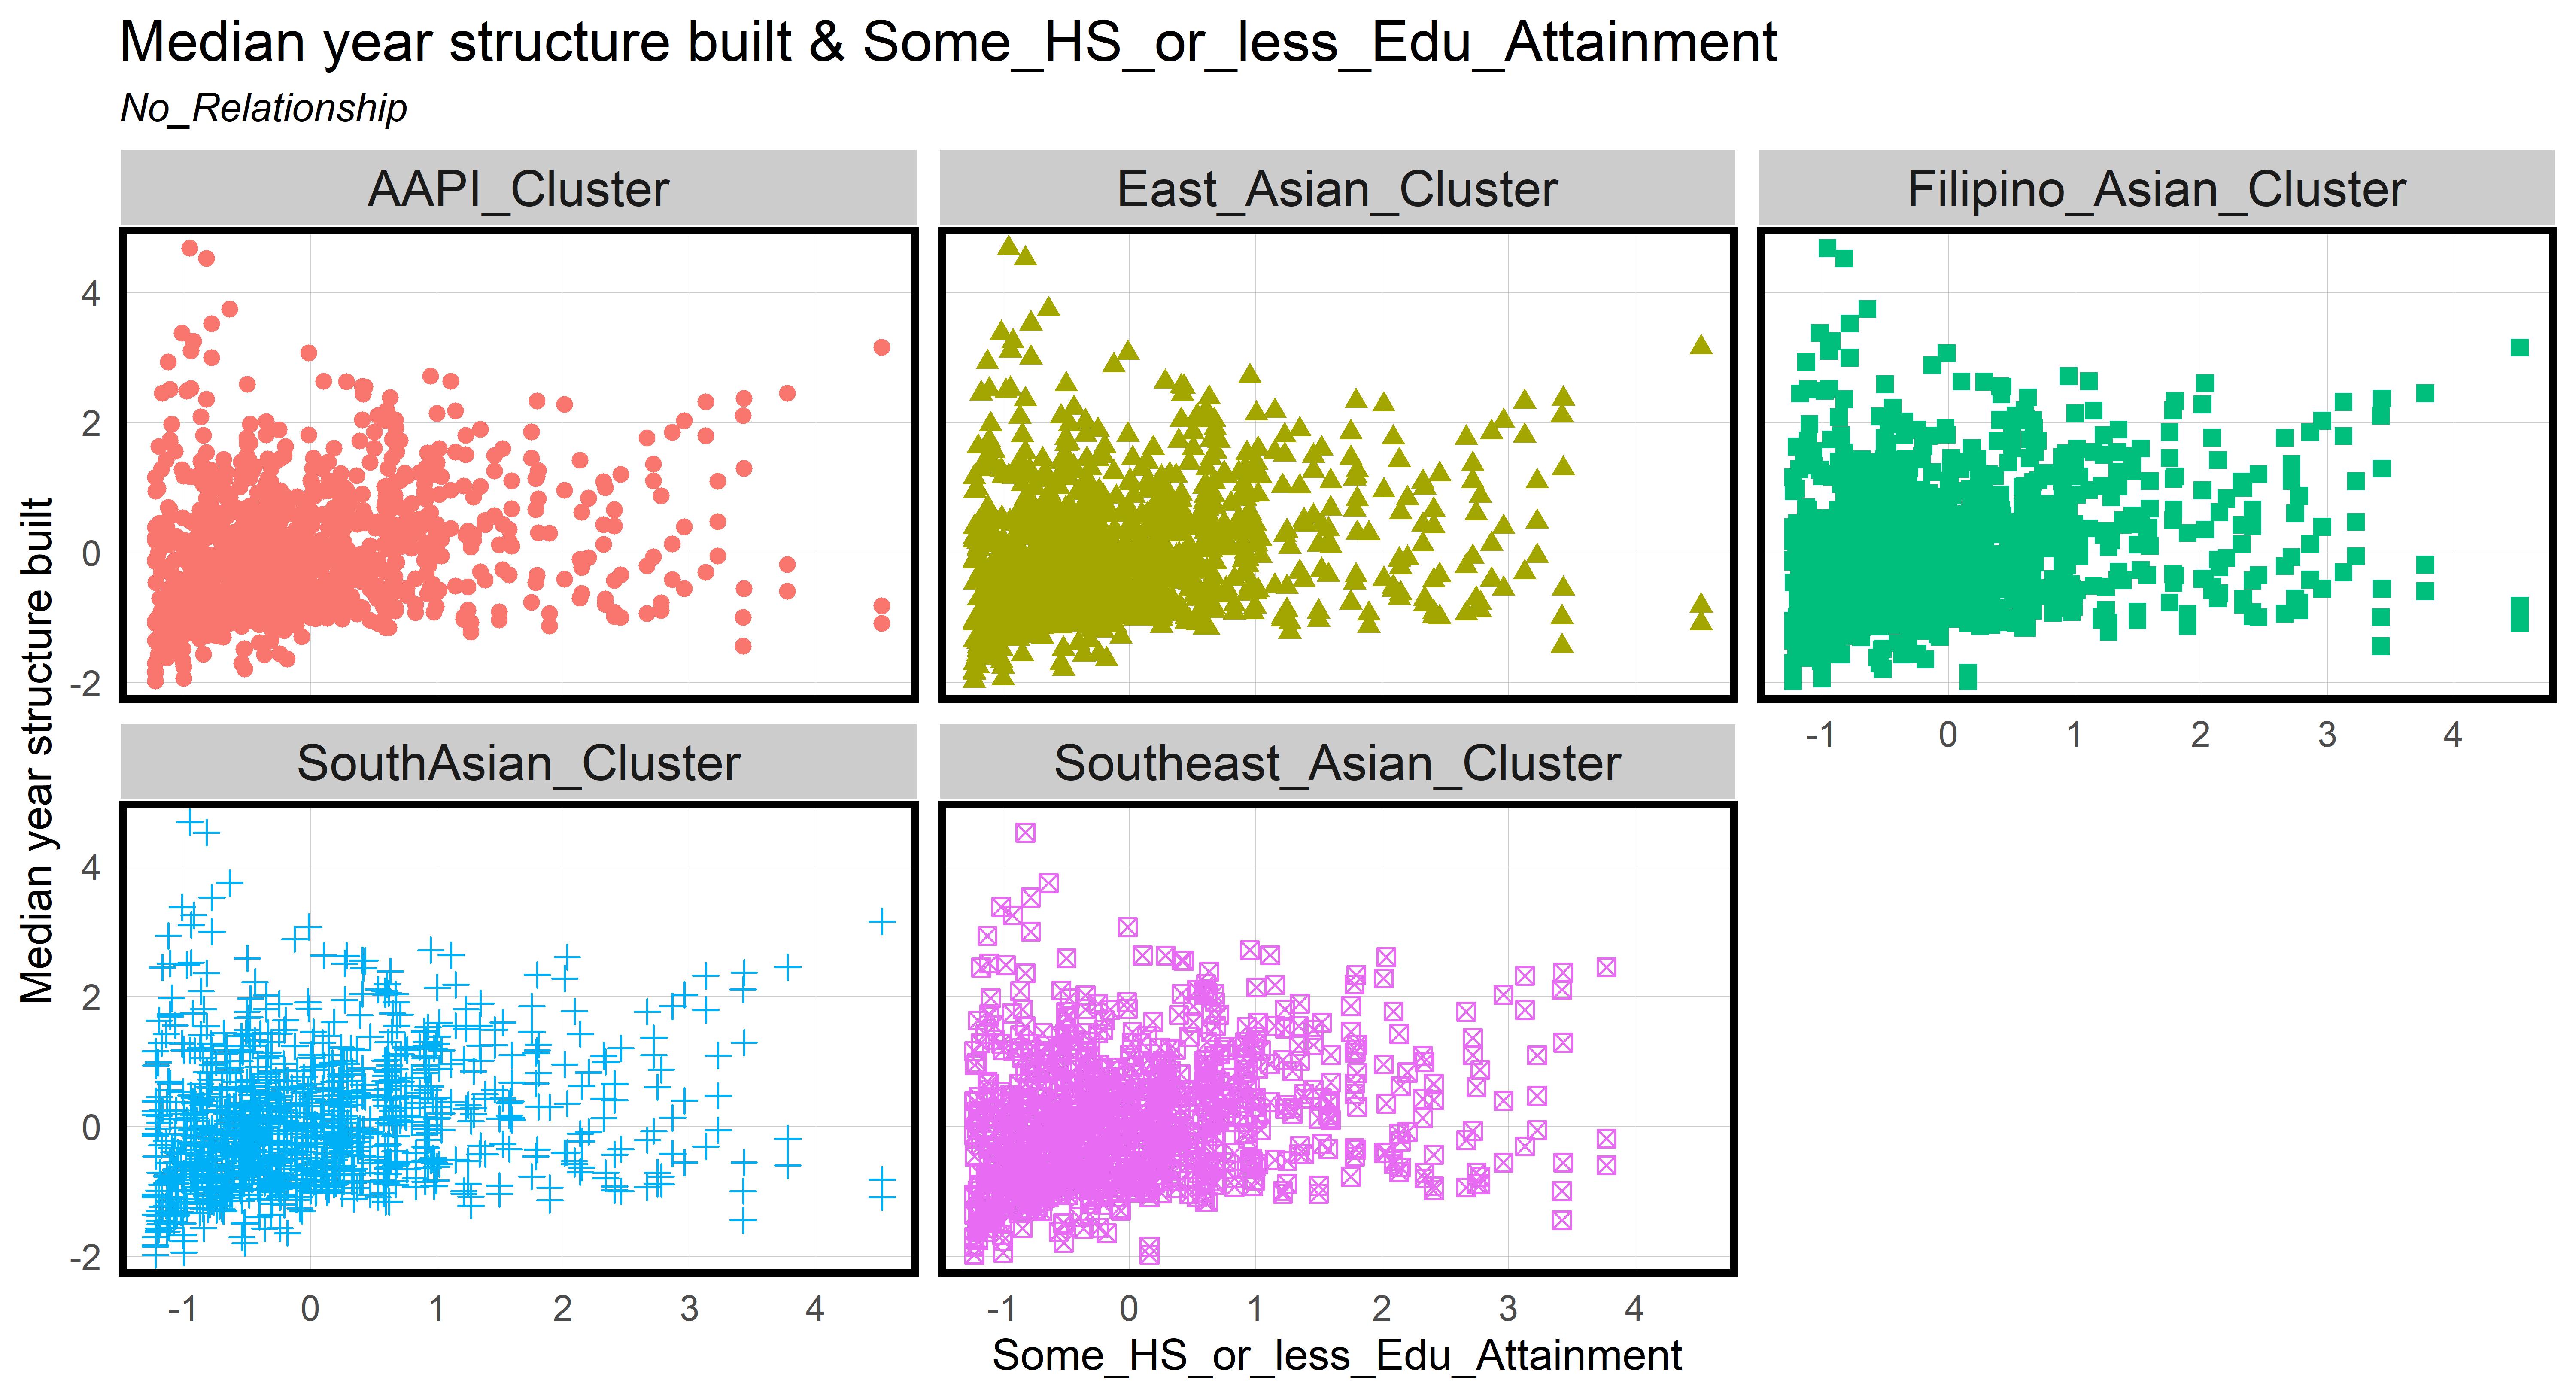 Median year structure built & Some_HS_or_less_Edu_Attainment
No_Relationship
AAPI_Cluster
East_Asian_Cluster
Filipino_Asian_Cluster
4
2
0
-2
-1 0 1 2 3 4
SouthAsian_Cluster
Southeast_Asian_Cluster
4
2
0
-2
-1 0 1 2 3 4
-1 0 1 2 3 4
Median year structure built
Some_HS_or_less_Edu_Attainment